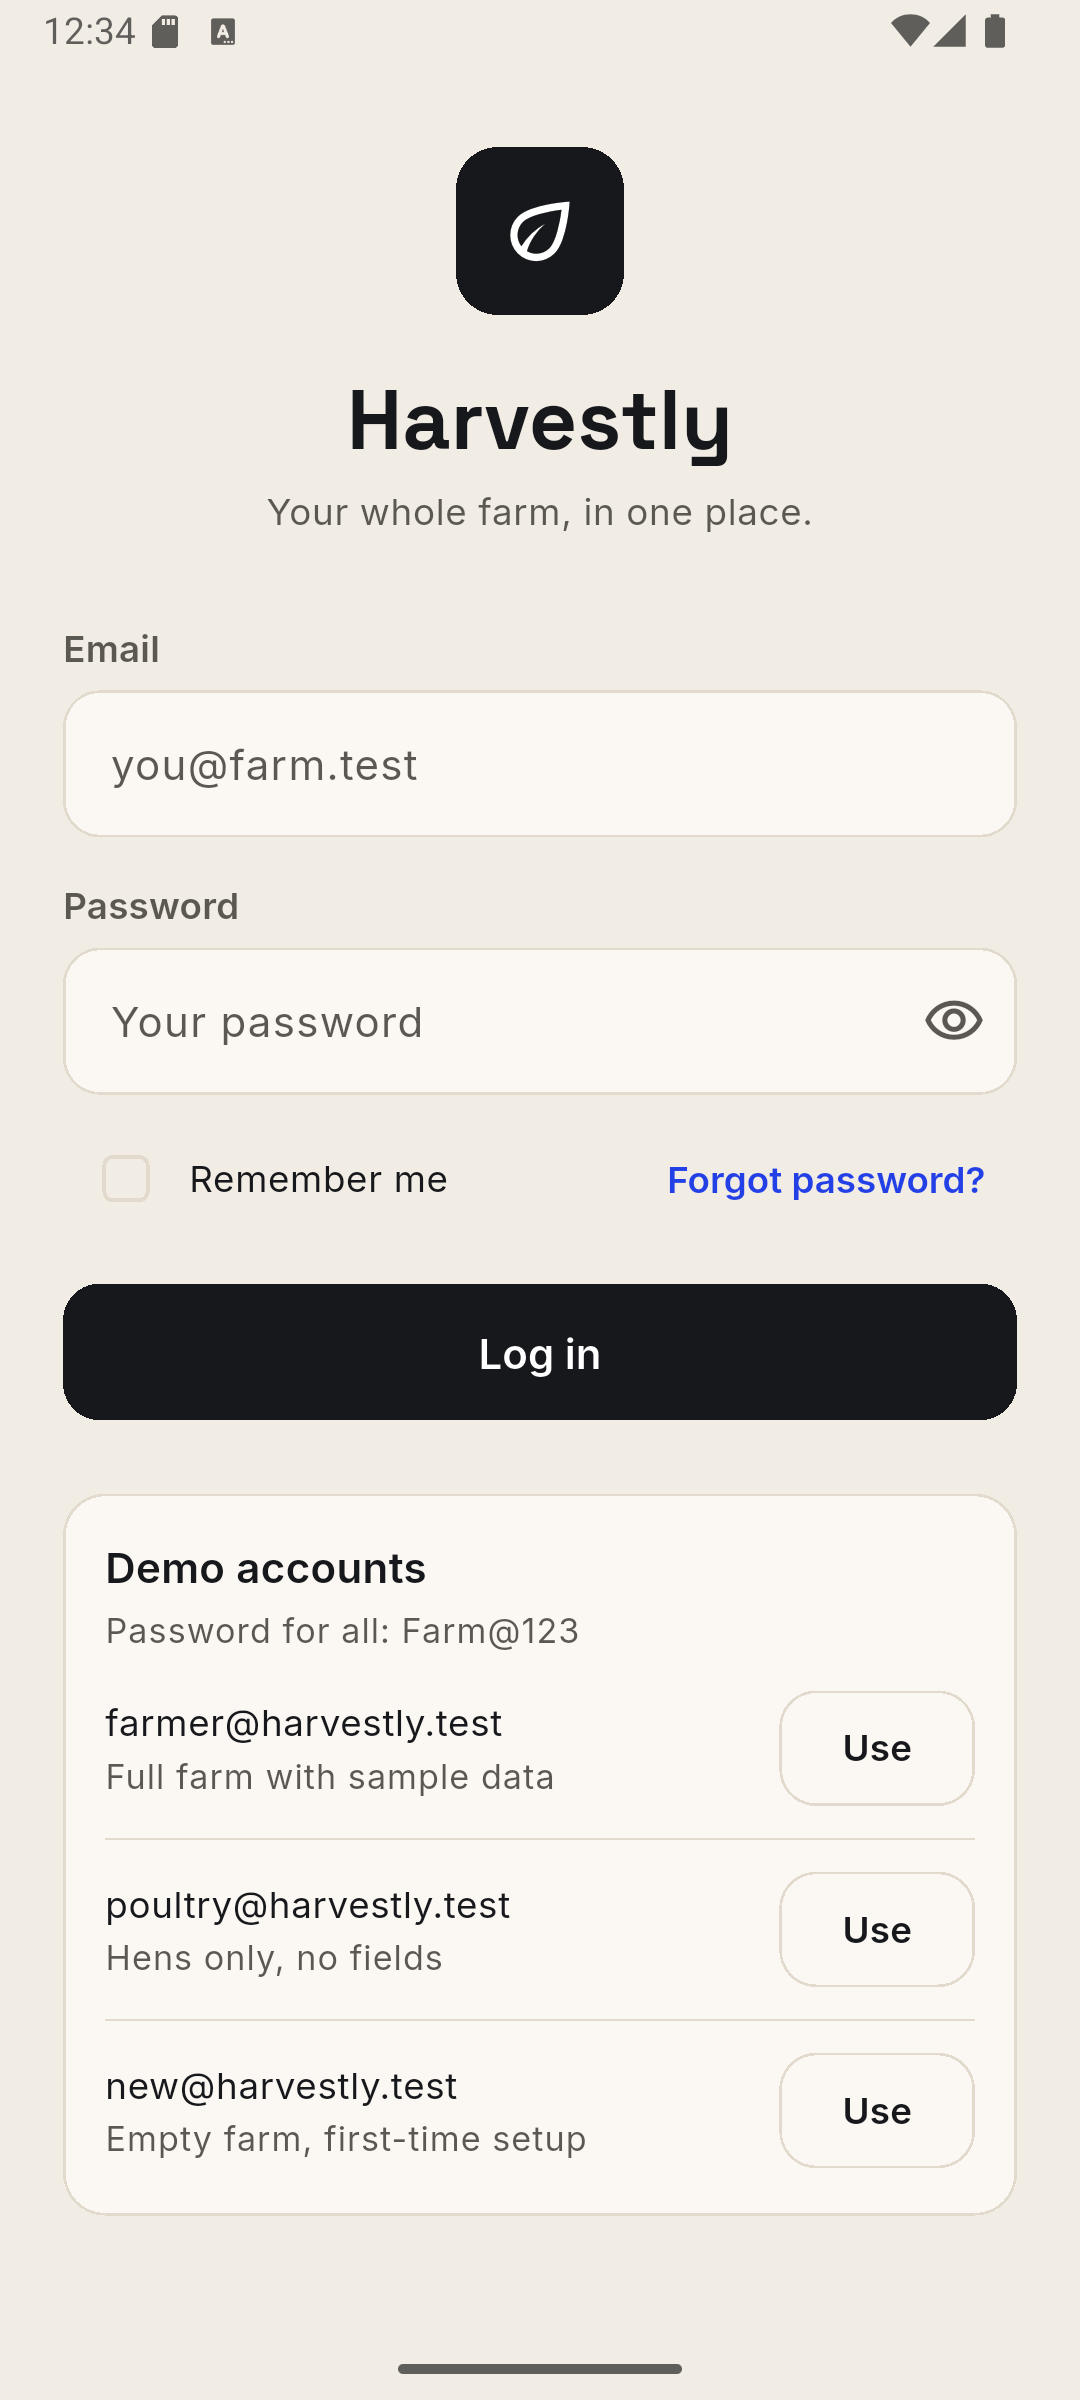 12:34
Harvestly
Your whole farm, in one place.
Email
you@farm.test
Password
Your password
Remember me
Forgot password?
Log in
Demo accounts
Password for all: Farm@123
farmer@harvestly.test
Full farm with sample data
Use
poultry@harvestly.test
Hens only, no fields
Use
new@harvestly.test
Empty farm, first-time setup
Use